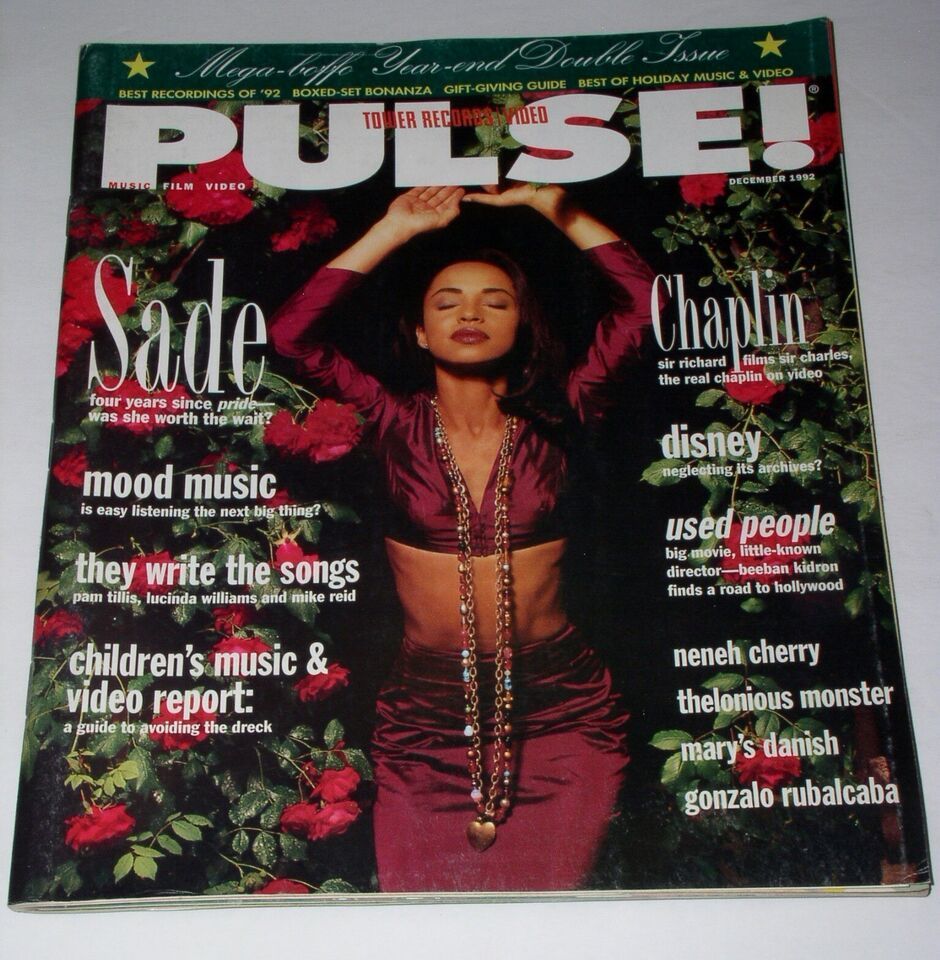 Mega-boffo Year-end Double Issue
BEST RECORDINGS OF '92 BOXED-SET BONANZA GIFT-GIVING GUIDE BEST OF HOLIDAY MUSIC & VIDEO
TOWER RECORDS | VIDEO
PULSE!®
MUSIC FILM VIDEO
DECEMBER 1992
Sade
four years since pride—
was she worth the wait?
mood music
is easy listening the next big thing?
they write the songs
pam tillis, lucinda williams and mike reid
children's music &
video report:
a guide to avoiding the dreck
Chaplin
sir richard films sir charles,
the real chaplin on video
disney
neglecting its archives?
used people
big movie, little-known
director—beeban kidron
finds a road to hollywood
neneh cherry
thelonious monster
mary's danish
gonzalo rubalcaba